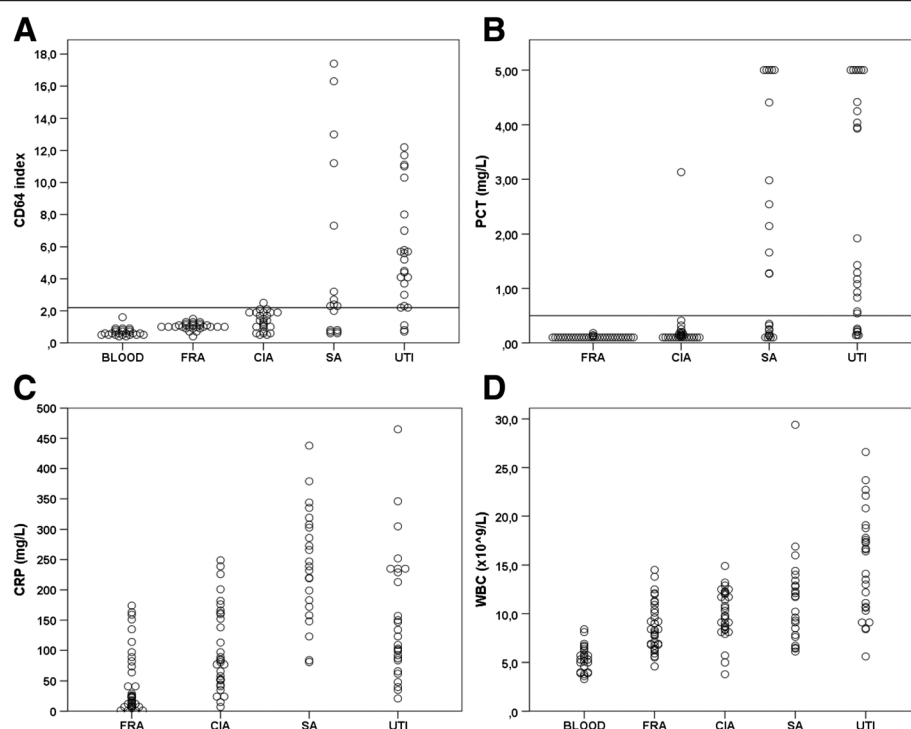 A
CD64 index
18,0
16,0
14,0
12,0
10,0
8,0
6,0
4,0
2,0
,0
BLOOD FRA CIA SA UTI
B
PCT (mg/L)
5,00
4,00
3,00
2,00
1,00
,00
FRA CIA SA UTI
C
CRP (mg/L)
500
450
400
350
300
250
200
150
100
50
0
FRA CIA SA UTI
D
WBC (x10^9/L)
30,0
25,0
20,0
15,0
10,0
5,0
,0
BLOOD FRA CIA SA UTI